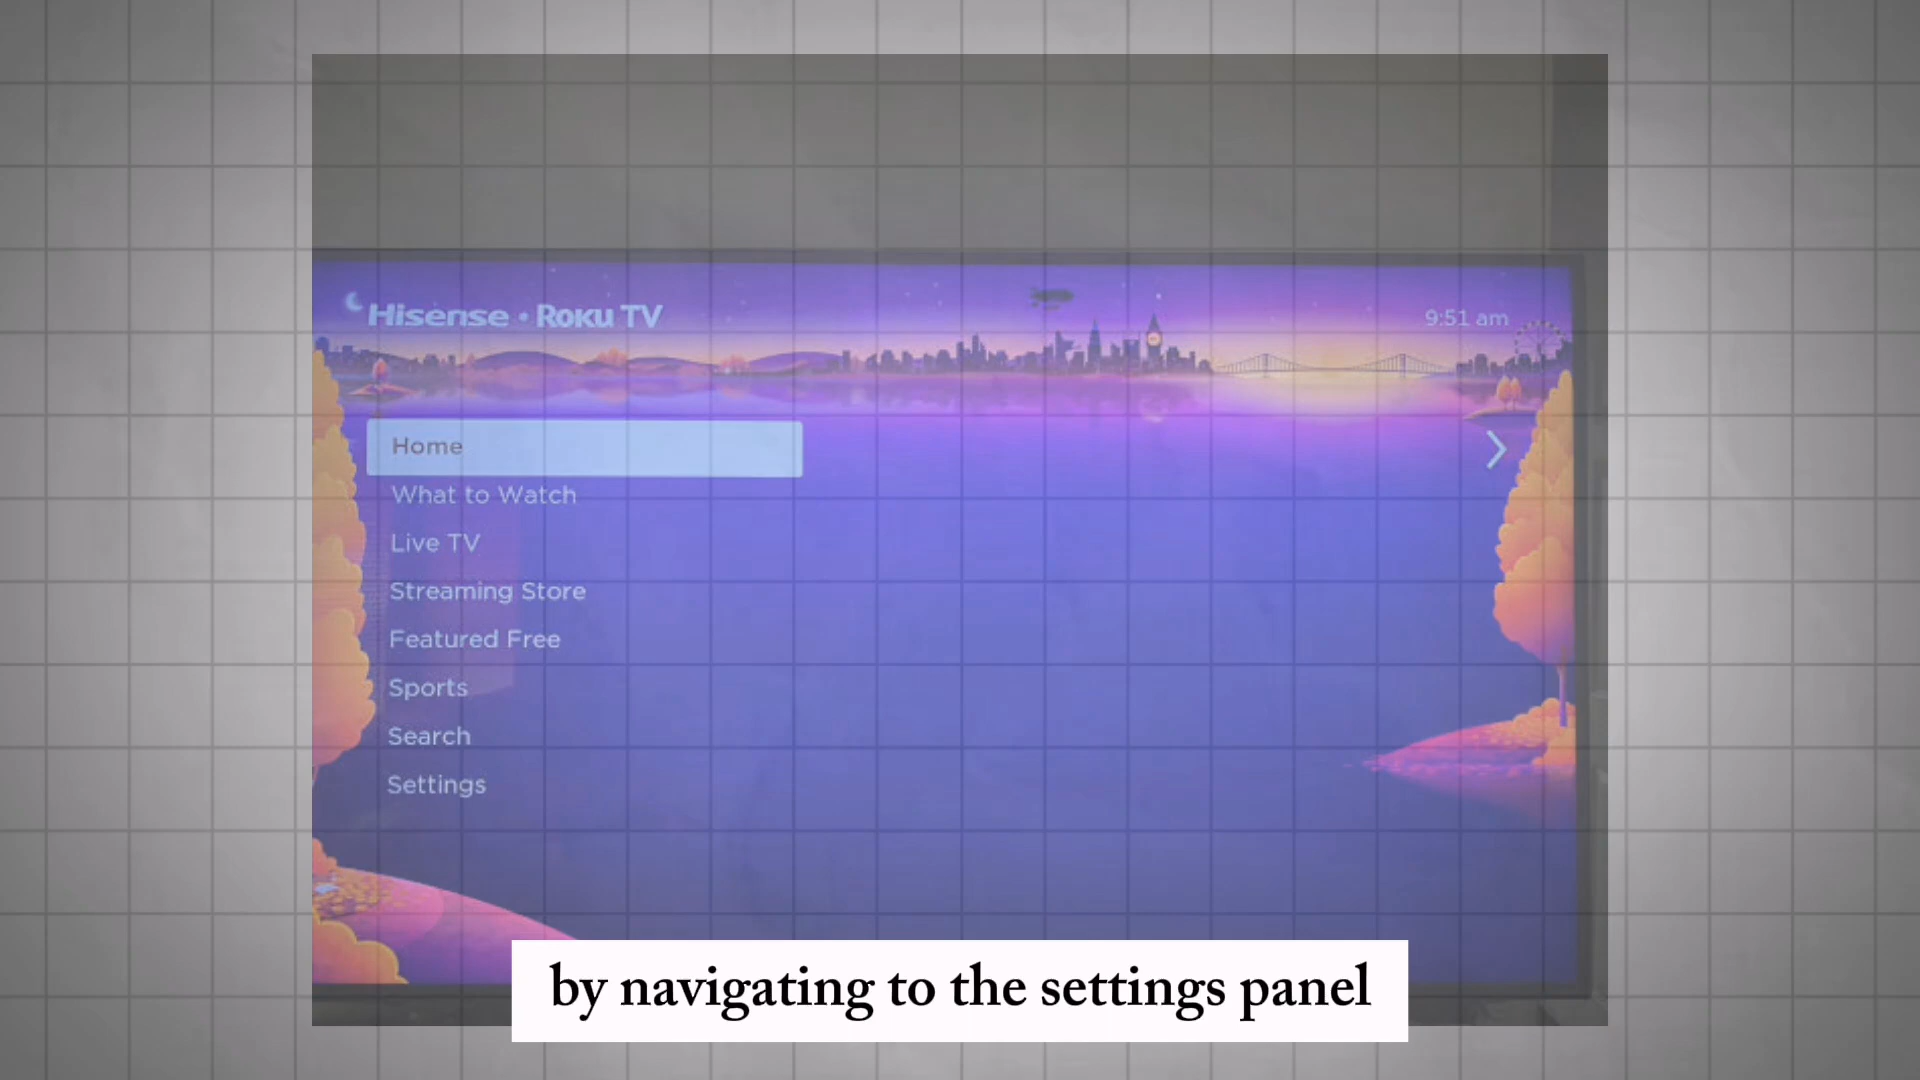 Hisense • Roku TV
9:51 am
Home
What to Watch
Live TV
Streaming Store
Featured Free
Sports
Search
Settings
by navigating to the settings panel